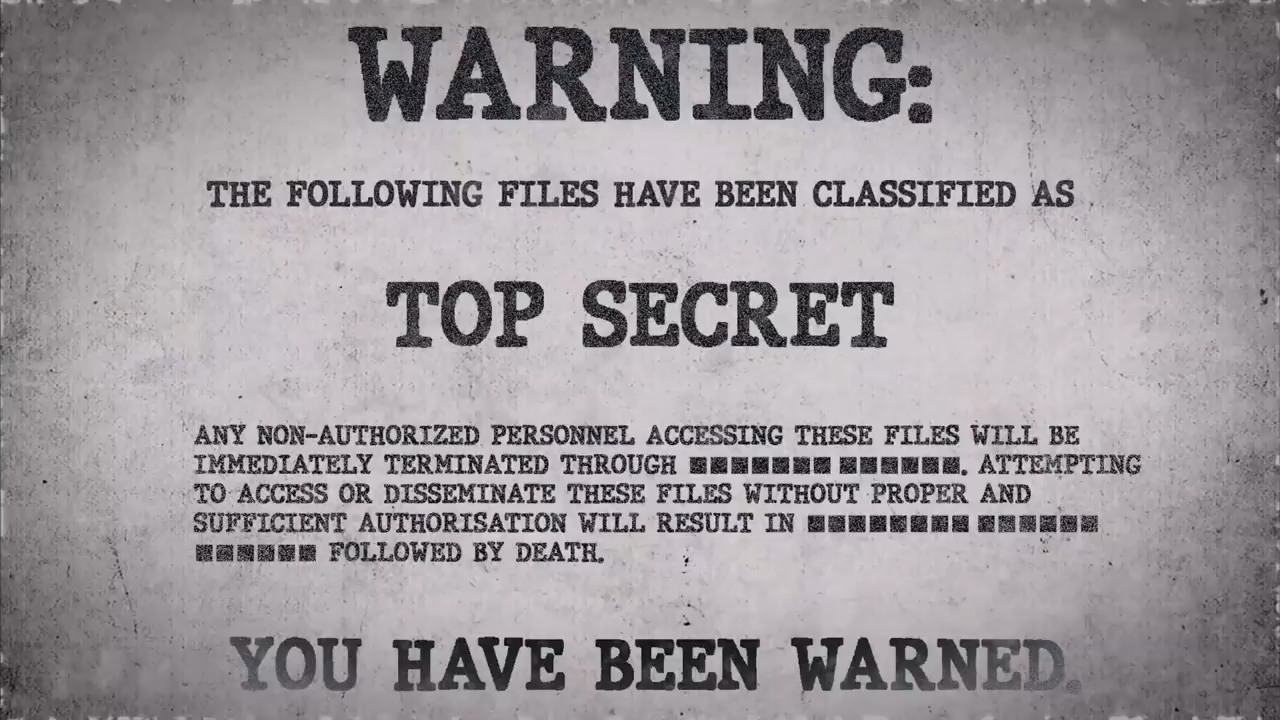 WARNING:
THE FOLLOWING FILES HAVE BEEN CLASSIFIED AS
TOP SECRET
ANY NON-AUTHORIZED PERSONNEL ACCESSING THESE FILES WILL BE
IMMEDIATELY TERMINATED THROUGH ■■■■■■■ ■■■■■■. ATTEMPTING
TO ACCESS OR DISSEMINATE THESE FILES WITHOUT PROPER AND
SUFFICIENT AUTHORISATION WILL RESULT IN ■■■■■■■■ ■■■■■■
■■■■■■ FOLLOWED BY DEATH.
YOU HAVE BEEN WARNED.